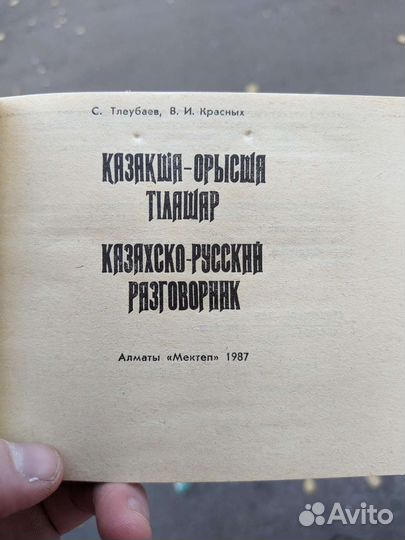 С. Тлеубаев, В. И. Красных
ҚАЗАҚША-ОРЫСША
ТІЛАШАР
КАЗАХСКО-РУССКИЙ
РАЗГОВОРНИК
Алматы «Мектеп» 1987
Avito